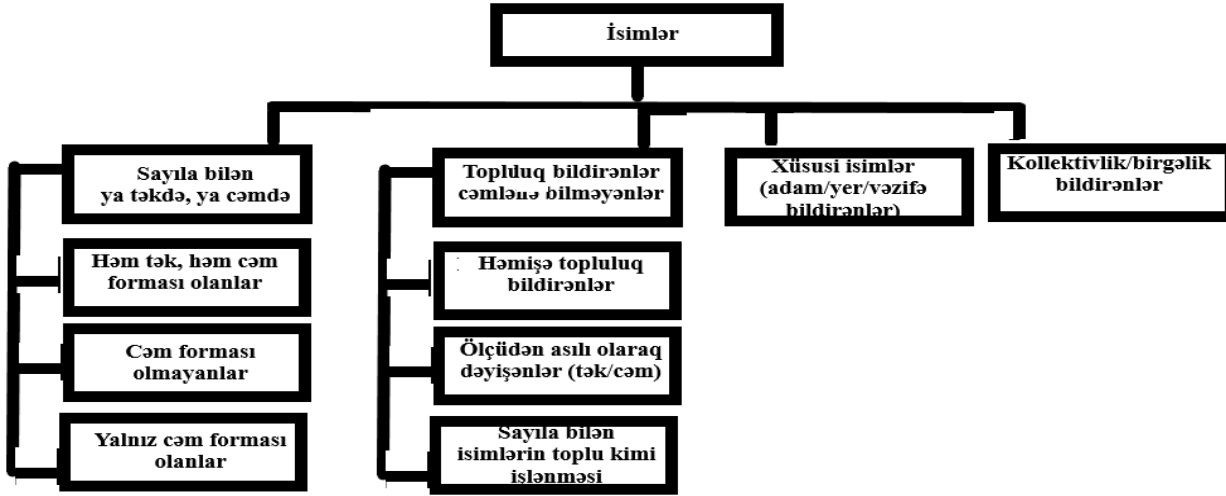 İsimlər
Sayıla bilən
ya təkdə, ya cəmdə
Topluluq bildirənlər
cəmlənə bilməyənlər
Xüsusi isimlər
(adam/yer/vəzifə
bildirənlər)
Kollektivlik/birgəlik
bildirənlər
Həm tək, həm cəm
forması olanlar
Həmişə topluluq
bildirənlər
Cəm forması
olmayanlar
Ölçüdən asılı olaraq
dəyişənlər (tək/cəm)
Yalnız cəm forması
olanlar
Sayıla bilən
isimlərin toplu kimi
işlənməsi